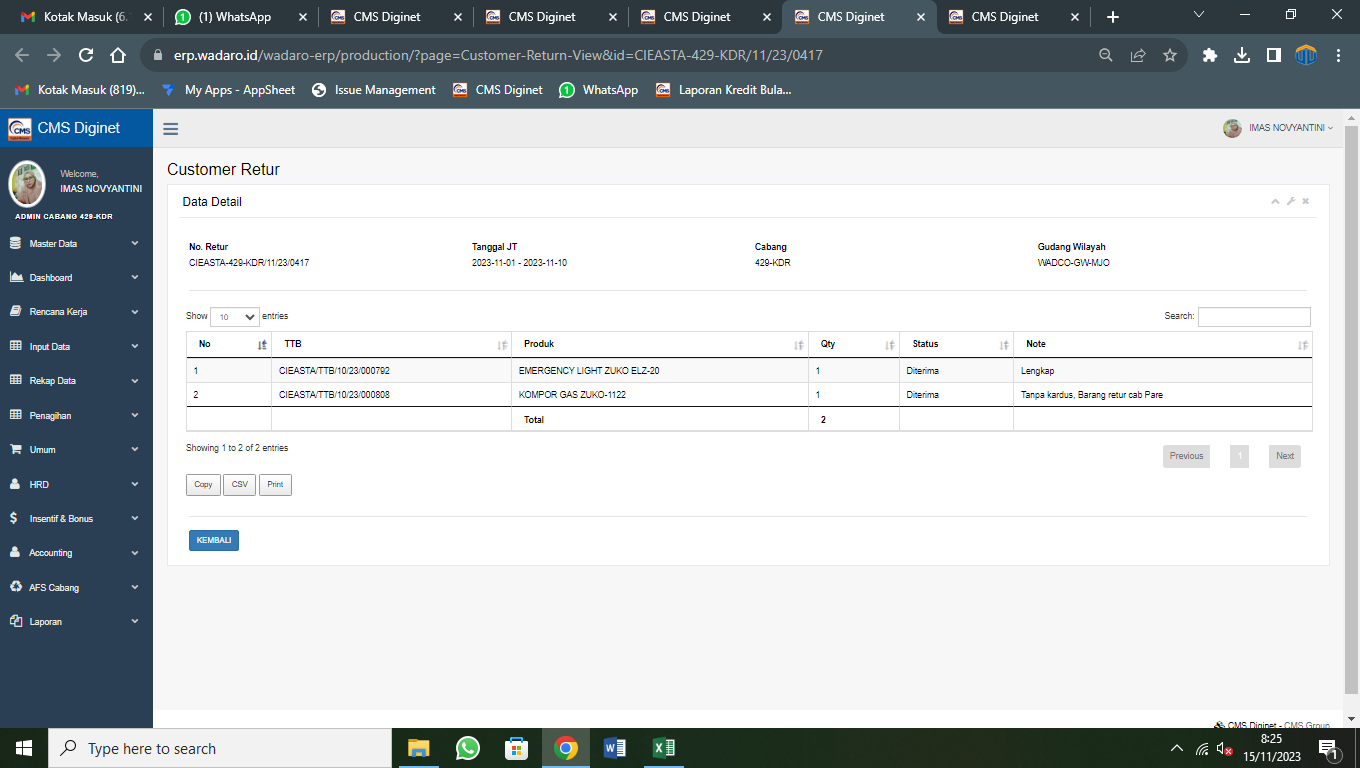 Kotak Masuk (6.
(1) WhatsApp
CMS Diginet
CMS Diginet
CMS Diginet
CMS Diginet
CMS Diginet
erp.wadaro.id/wadaro-erp/production/?page=Customer-Return-View&id=CIEASTA-429-KDR/11/23/0417
Kotak Masuk (819)...
My Apps - AppSheet
Issue Management
CMS Diginet
WhatsApp
Laporan Kredit Bula...
CMS Diginet
IMAS NOVYANTINI
Welcome,
IMAS NOVYANTINI
ADMIN CABANG 429-KDR
Master Data
Dashboard
Rencana Kerja
Input Data
Rekap Data
Penagihan
Umum
HRD
Insentif & Bonus
Accounting
AFS Cabang
Laporan
Customer Retur
Data Detail
No. Retur Tanggal JT Cabang Gudang Wilayah
CIEASTA-429-KDR/11/23/0417 2023-11-01 - 2023-11-10 429-KDR WADCO-GW-MJO
Show 10 entries Search:
No TTB Produk Qty Status Note
1 CIEASTA/TTB/10/23/000792 EMERGENCY LIGHT ZUKO ELZ-20 1 Diterima Lengkap
2 CIEASTA/TTB/10/23/000808 KOMPOR GAS ZUKO-1122 1 Diterima Tanpa kardus, Barang retur cab Pare
Total 2
Showing 1 to 2 of 2 entries
Previous 1 Next
Copy CSV Print
KEMBALI
CMS Diginet - CMS Group
Type here to search
8:25
15/11/2023
1